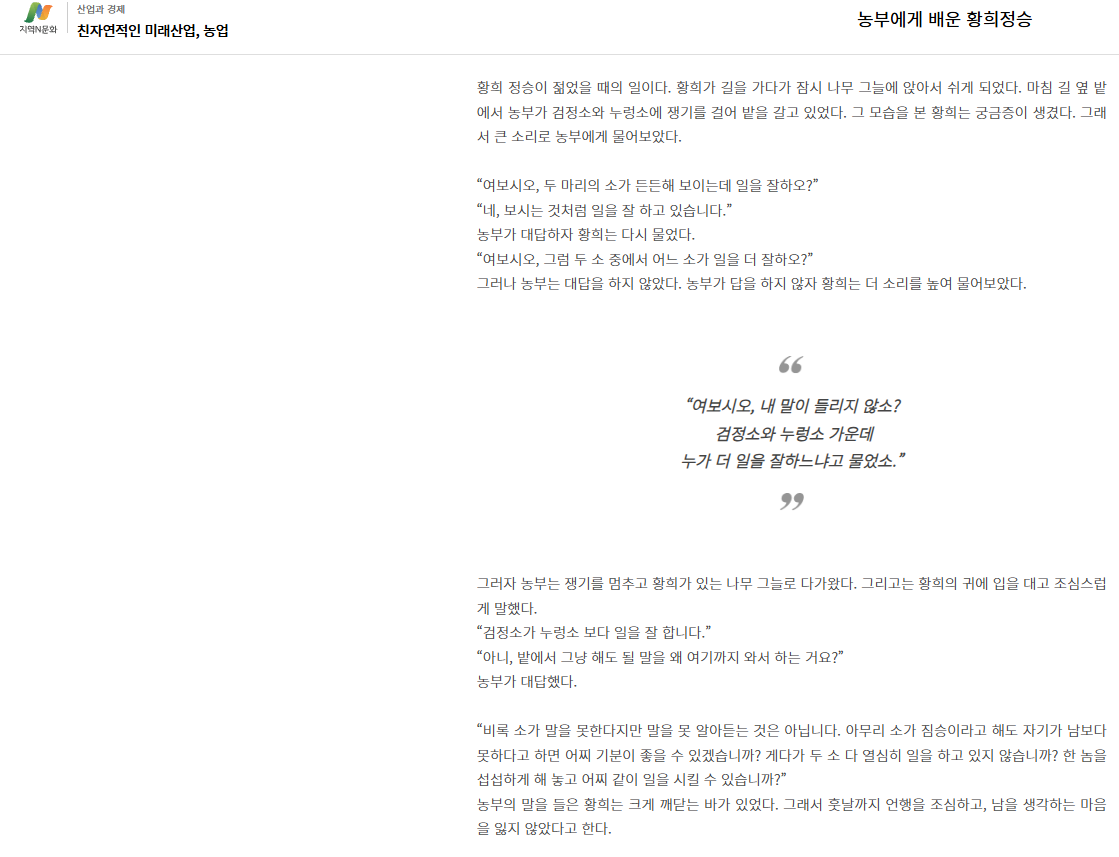 산업과 경제
지역N문화
친자연적인 미래산업, 농업
농부에게 배운 황희정승
황희 정승이 젊었을 때의 일이다. 황희가 길을 가다가 잠시 나무 그늘에 앉아서 쉬게 되었다. 마침 길 옆 밭
에서 농부가 검정소와 누렁소에 쟁기를 걸어 밭을 갈고 있었다. 그 모습을 본 황희는 궁금증이 생겼다. 그래
서 큰 소리로 농부에게 물어보았다.
“여보시오, 두 마리의 소가 든든해 보이는데 일을 잘하오?”
“네, 보시는 것처럼 일을 잘 하고 있습니다.”
농부가 대답하자 황희는 다시 물었다.
“여보시오, 그럼 두 소 중에서 어느 소가 일을 더 잘하오?”
그러나 농부는 대답을 하지 않았다. 농부가 답을 하지 않자 황희는 더 소리를 높여 물어보았다.
“
“여보시오, 내 말이 들리지 않소?
검정소와 누렁소 가운데
누가 더 일을 잘하느냐고 물었소.”
”
그러자 농부는 쟁기를 멈추고 황희가 있는 나무 그늘로 다가왔다. 그리고는 황희의 귀에 입을 대고 조심스럽
게 말했다.
“검정소가 누렁소 보다 일을 잘 합니다.”
“아니, 밭에서 그냥 해도 될 말을 왜 여기까지 와서 하는 거요?”
농부가 대답했다.
“비록 소가 말을 못한다지만 말을 못 알아듣는 것은 아닙니다. 아무리 소가 짐승이라고 해도 자기가 남보다
못하다고 하면 어찌 기분이 좋을 수 있겠습니까? 게다가 두 소 다 열심히 일을 하고 있지 않습니까? 한 놈을
섭섭하게 해 놓고 어찌 같이 일을 시킬 수 있습니까?”
농부의 말을 들은 황희는 크게 깨닫는 바가 있었다. 그래서 훗날까지 언행을 조심하고, 남을 생각하는 마음
을 잃지 않았다고 한다.